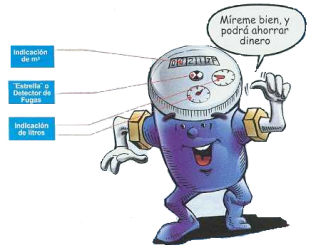 Míreme bien, y
podrá ahorrar
dinero
Indicación
de m³
"Estrella" o
Detector de
Fugas
Indicación
de litros